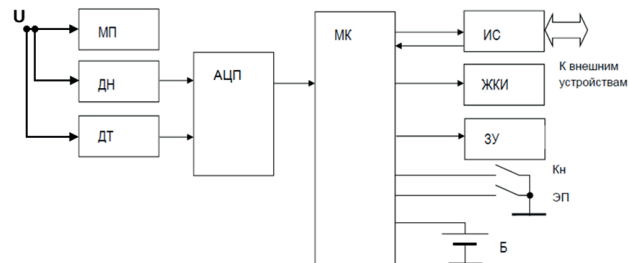 U
МП
ДН
ДТ
АЦП
МК
ИС
К внешним
устройствам
ЖКИ
ЗУ
Кн
ЭП
Б